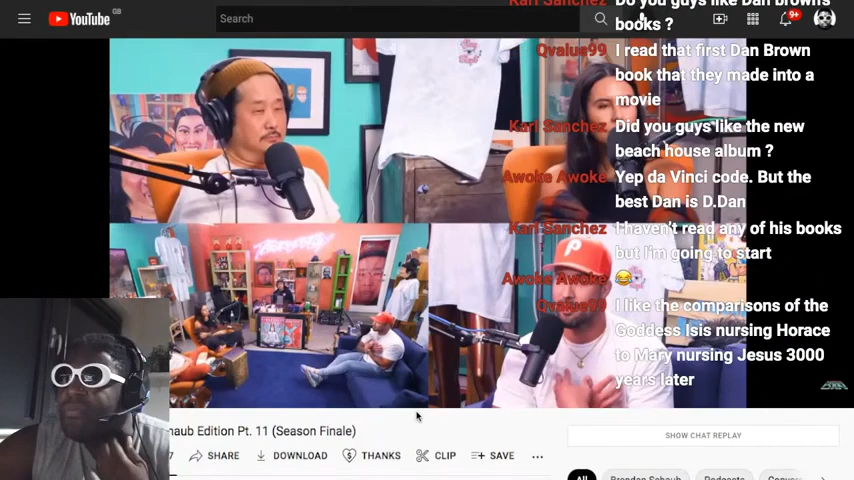 YouTube GB
Search
9+
Karl Sanchez Do you guys like Dan brown's
books ?
Qvalue99 I read that first Dan Brown
book that they made into a
movie
Karl Sanchez Did you guys like the new
beach house album ?
Awoke Awoke Yep da Vinci code. But the
best Dan is D.Dan
Karl Sanchez I haven't read any of his books
but I'm going to start
Awoke Awoke 😂
Qvalue99 I like the comparisons of the
Goddess Isis nursing Horace
to Mary nursing Jesus 3000
years later
P
haub Edition Pt. 11 (Season Finale)
7 SHARE DOWNLOAD THANKS CLIP SAVE ...
SHOW CHAT REPLAY
All Brendan Schaub Podcasts